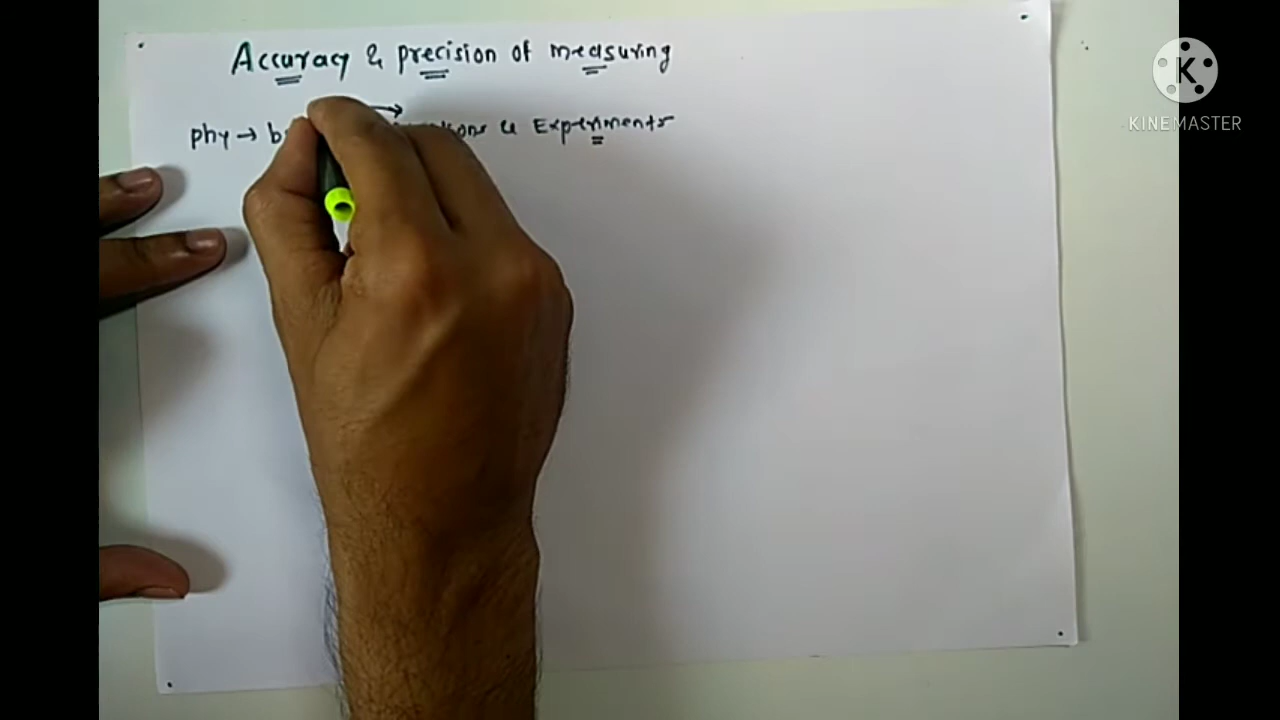 Accuracy & precision of measuring
phy → & Experiments
KINEMASTER